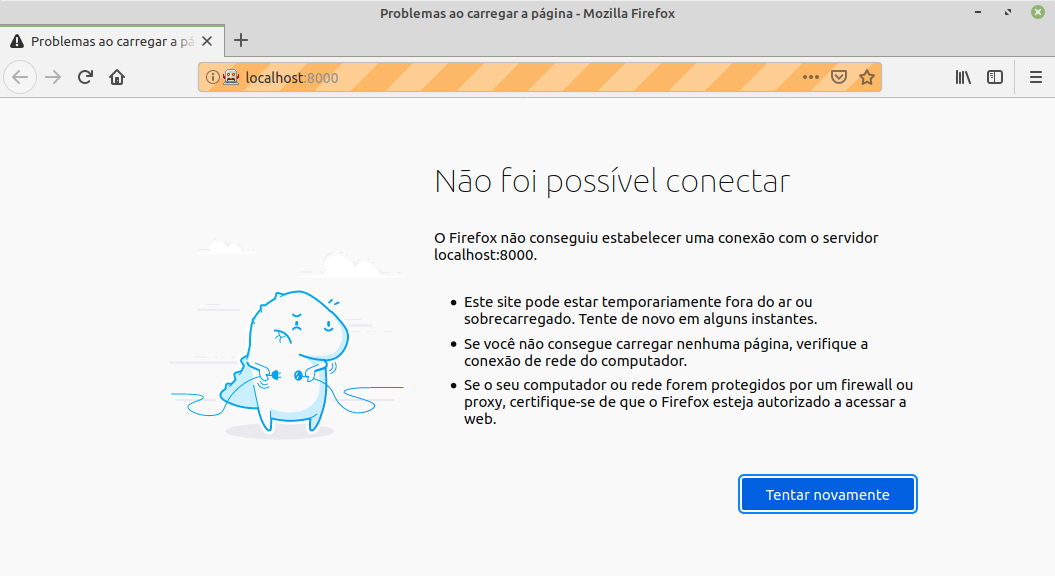 Problemas ao carregar a página - Mozilla Firefox
Problemas ao carregar a pá
localhost:8000
Não foi possível conectar
O Firefox não conseguiu estabelecer uma conexão com o servidor
localhost:8000.
Este site pode estar temporariamente fora do ar ou
sobrecarregado. Tente de novo em alguns instantes.
Se você não consegue carregar nenhuma página, verifique a
conexão de rede do computador.
Se o seu computador ou rede forem protegidos por um firewall ou
proxy, certifique-se de que o Firefox esteja autorizado a acessar a
web.
Tentar novamente